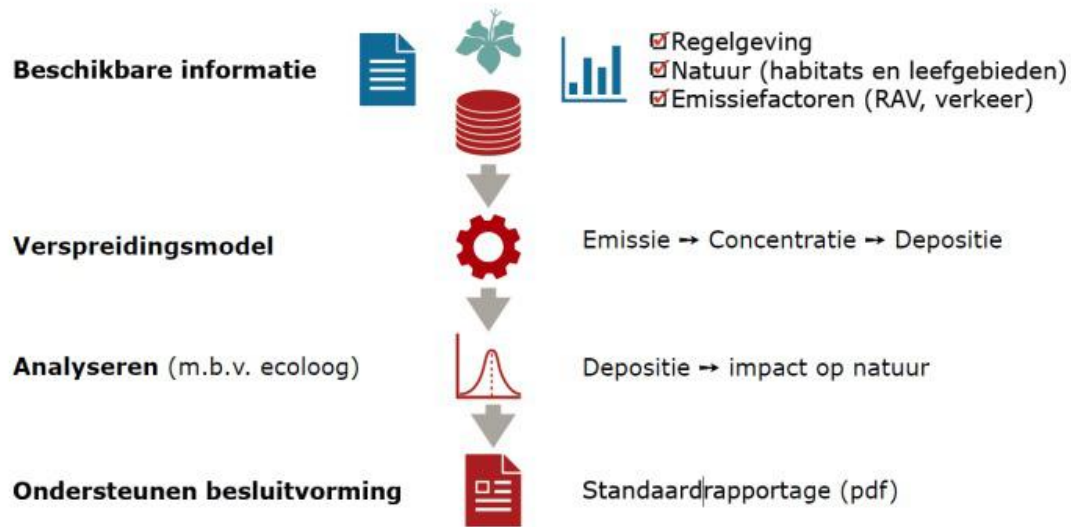 Beschikbare informatie
Regelgeving
Natuur (habitats en leefgebieden)
Emissiefactoren (RAV, verkeer)
Verspreidingsmodel
Emissie → Concentratie → Depositie
Analyseren (m.b.v. ecoloog)
Depositie → impact op natuur
Ondersteunen besluitvorming
Standaardrapportage (pdf)